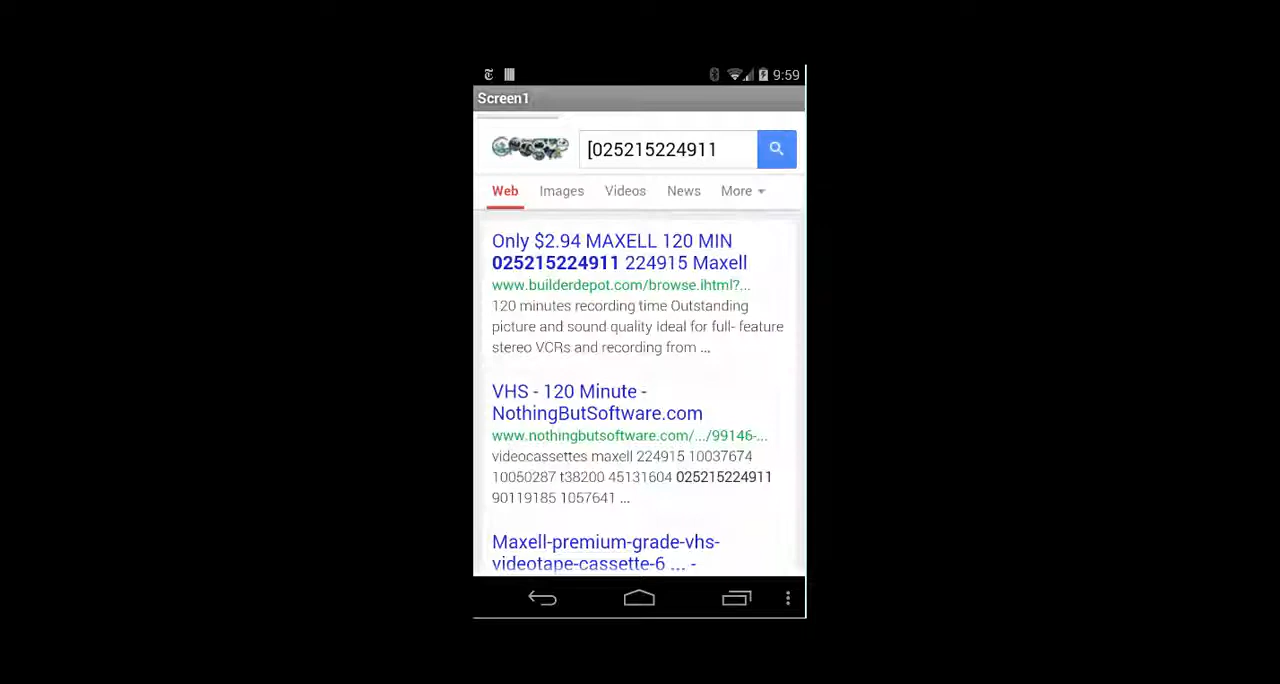 9:59
Screen1
[025215224911
Web Images Videos News More
Only $2.94 MAXELL 120 MIN
025215224911 224915 Maxell
www.builderdepot.com/browse.ihtml?...
120 minutes recording time Outstanding
picture and sound quality Ideal for full- feature
stereo VCRs and recording from ...
VHS - 120 Minute -
NothingButSoftware.com
www.nothingbutsoftware.com/.../99146-...
videocassettes maxell 224915 10037674
10050287 t38200 45131604 025215224911
90119185 1057641 ...
Maxell-premium-grade-vhs-
videotape-cassette-6 ... -